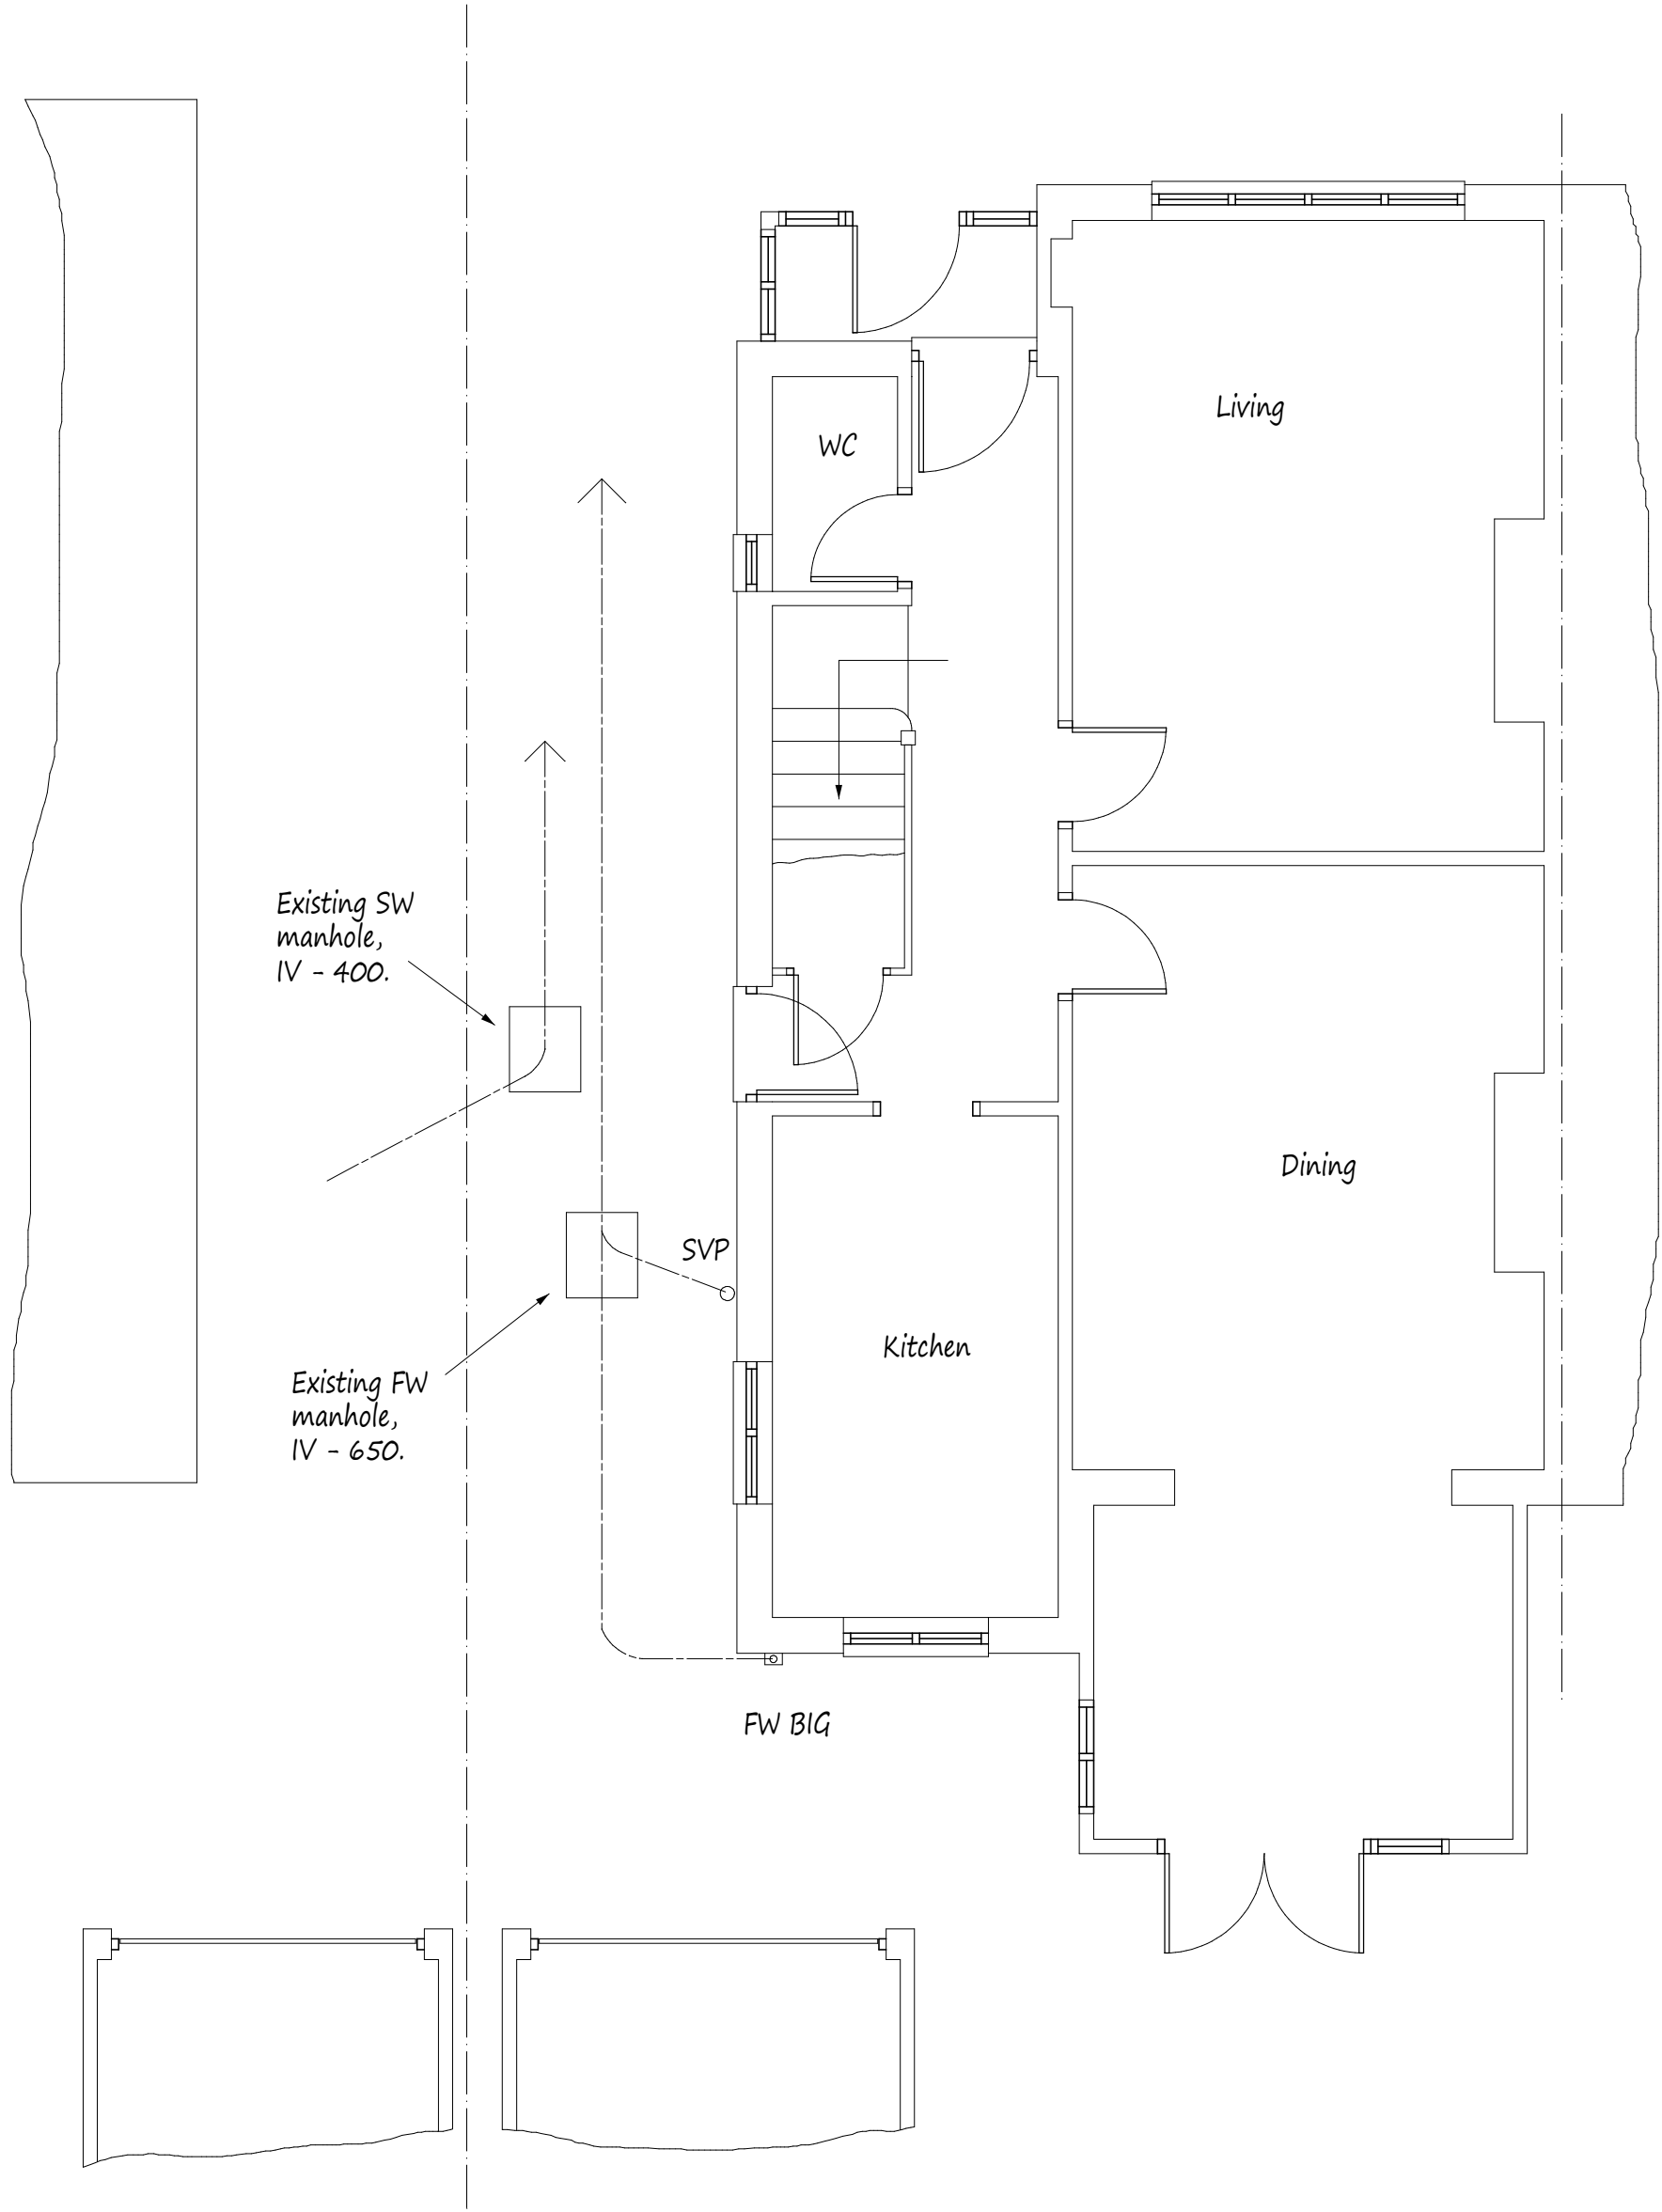 Living
WC
Existing SW
manhole,
IV - 400.
Dining
SVP
Kitchen
Existing FW
manhole,
IV - 650.
FW BIG